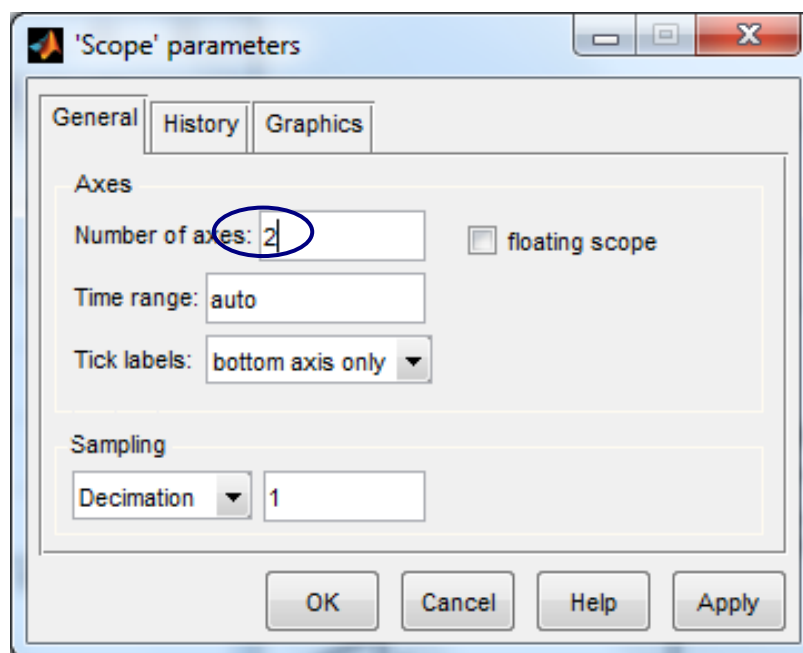 'Scope' parameters
General History Graphics
Axes
Number of axes: 2 floating scope
Time range: auto
Tick labels: bottom axis only
Sampling
Decimation 1
OK Cancel Help Apply